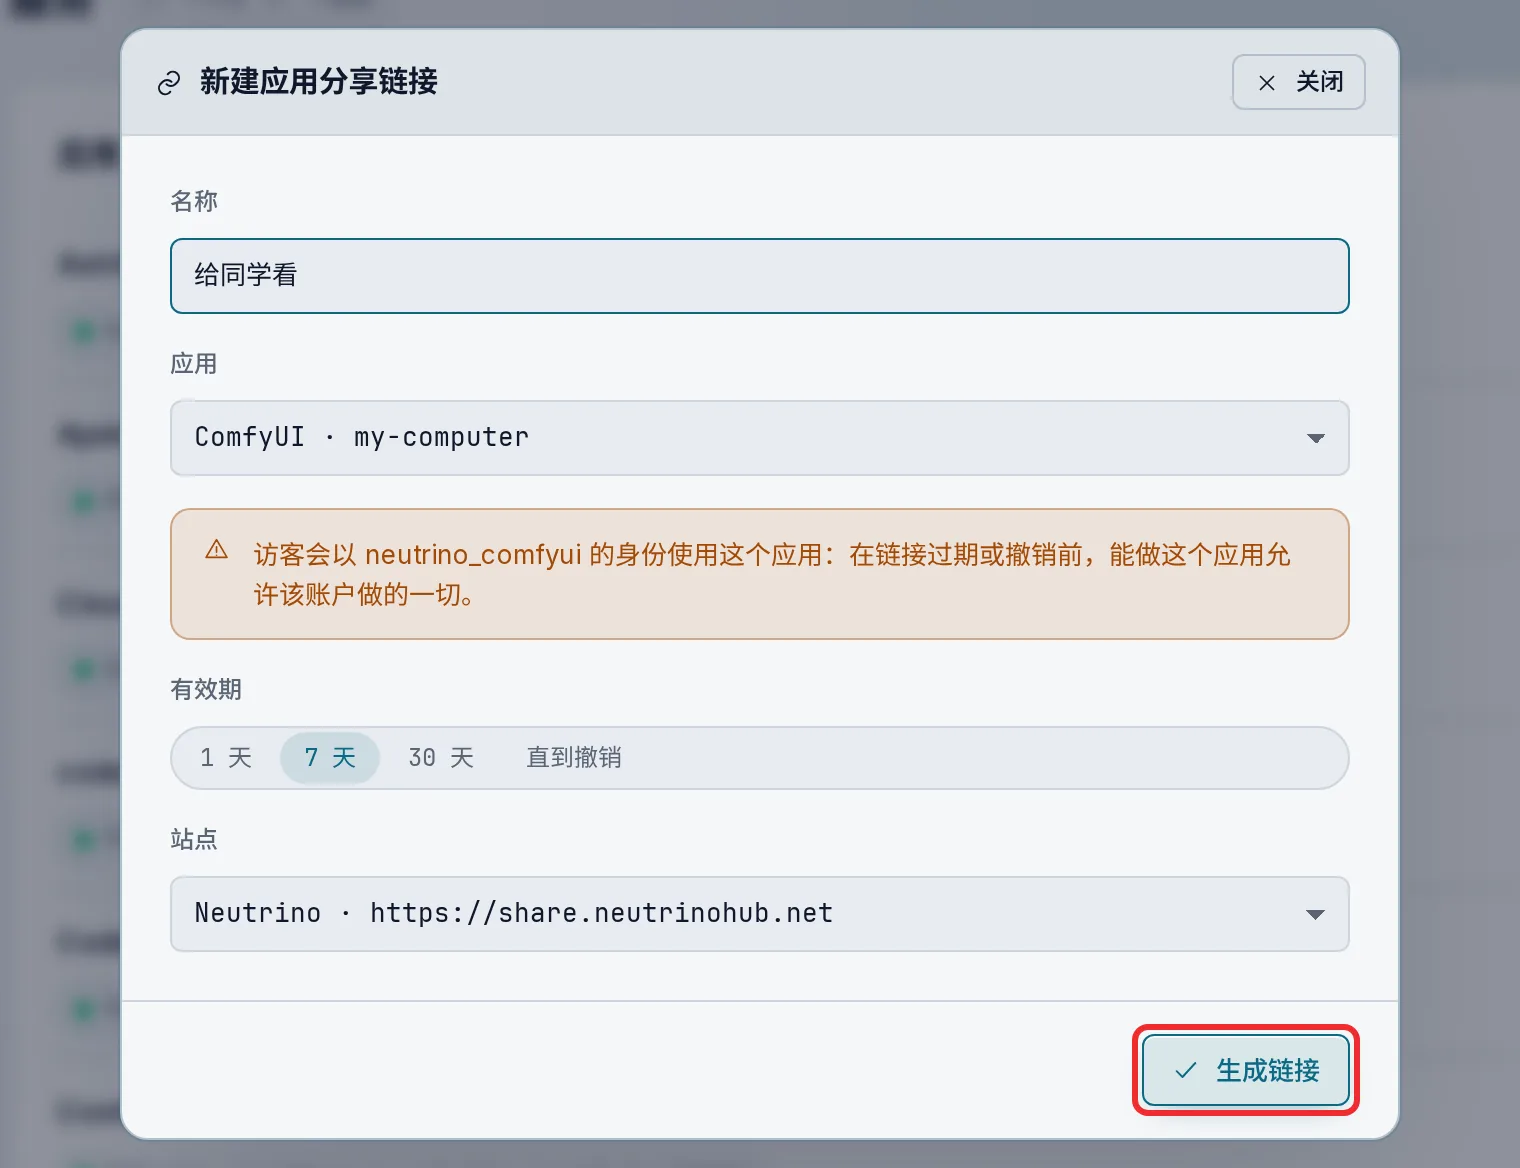 新建应用分享链接
关闭
名称
给同学看
应用
ComfyUI · my-computer
访客会以 neutrino_comfyui 的身份使用这个应用：在链接过期或撤销前，能做这个应用允
许该账户做的一切。
有效期
1 天 7 天 30 天 直到撤销
站点
Neutrino · https://share.neutrinohub.net
生成链接